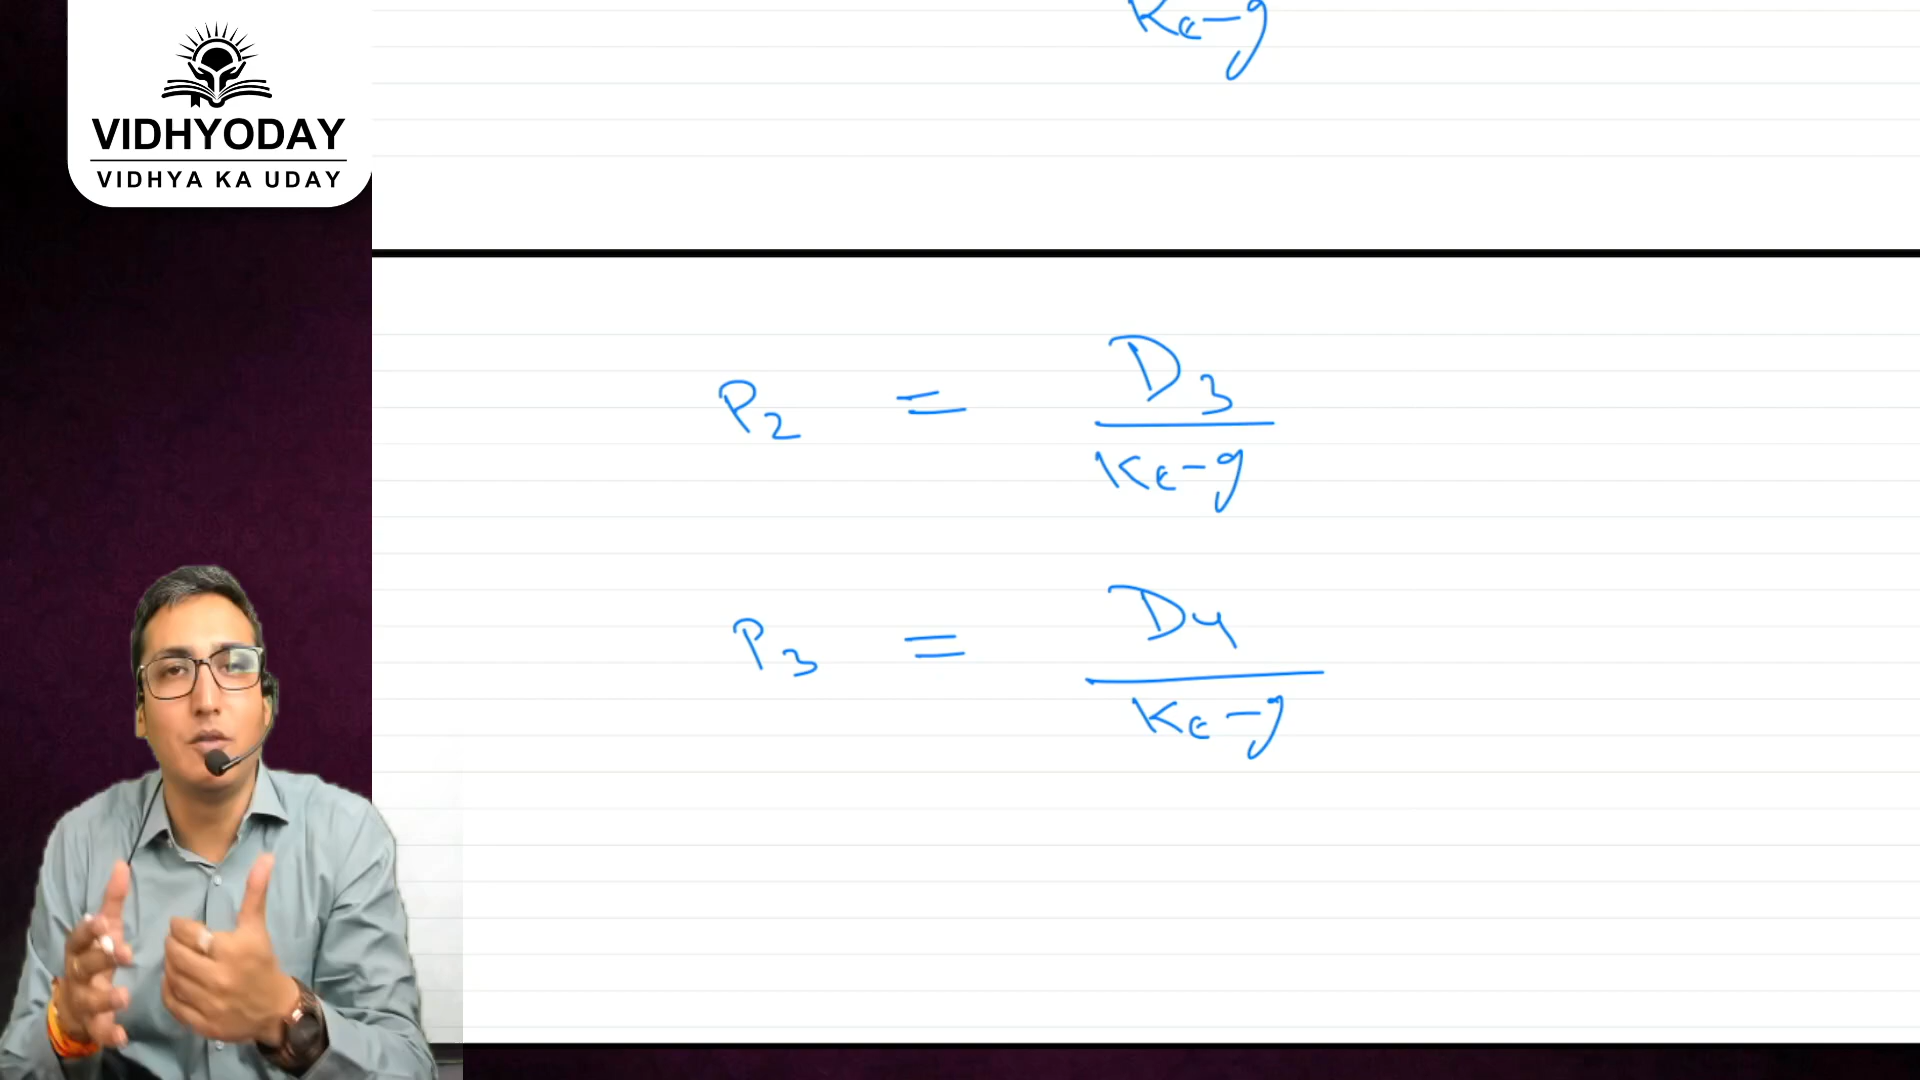 VIDHYODAY
VIDHYA KA UDAY
Ke-g
P2 = D3
Ke-g
P3 = D4
Ke-g